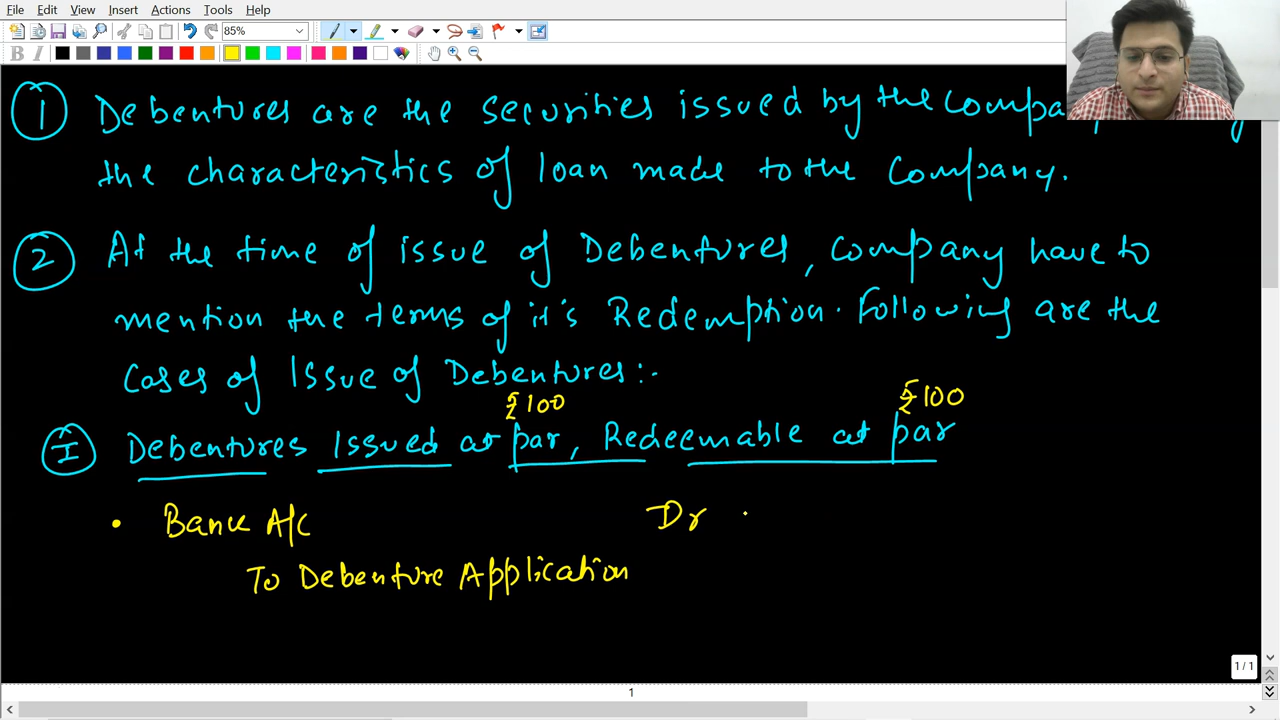 File Edit View Insert Actions Tools Help
85%
B I
1 Debentures are the securities issued by the
the characteristics of loan made to the Company.
2 At the time of issue of Debentures, Company have to
mention the terms of it's Redemption. Following are the
Cases of Issue of Debentures:-
₹100 ₹100
I Debentures Issued at par, Redeemable at par
• Bank A/c Dr
To Debenture Application
1 / 1
1